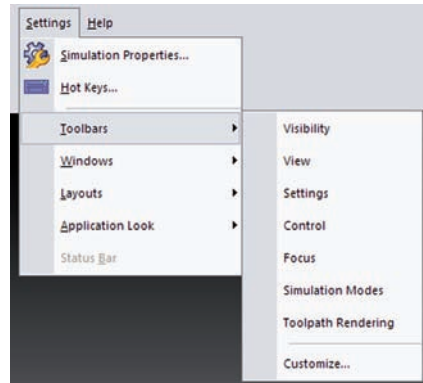 Settings Help
Simulation Properties...
Hot Keys...
Toolbars
Windows
Layouts
Application Look
Status Bar
Visibility
View
Settings
Control
Focus
Simulation Modes
Toolpath Rendering
Customize...